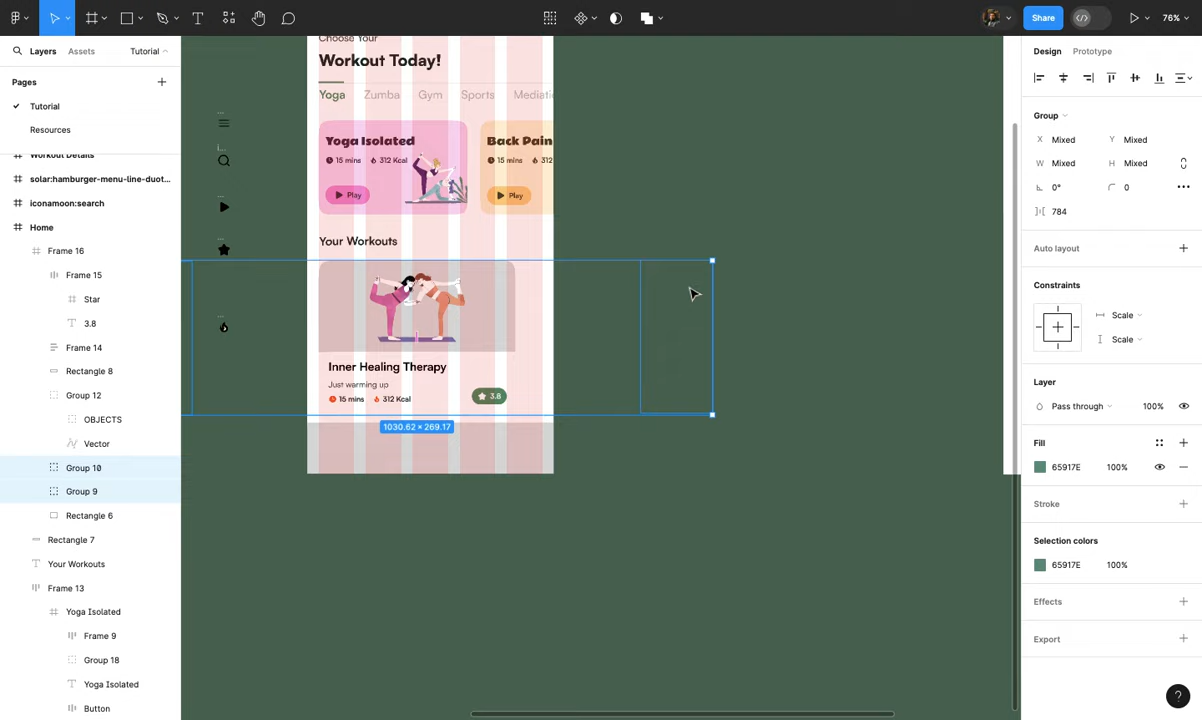 Share
76%
Layers
Assets
Tutorial
Pages
Tutorial
Resources
Workout Details
solar:hamburger-menu-line-duot...
iconamoon:search
Home
Frame 16
Frame 15
Star
3.8
Frame 14
Rectangle 8
Group 12
OBJECTS
Vector
Group 10
Group 9
Rectangle 6
Rectangle 7
Your Workouts
Frame 13
Yoga Isolated
Frame 9
Group 18
Yoga Isolated
Button
...
i...
...
...
...
Choose Your
Workout Today!
Yoga
Zumba
Gym
Sports
Mediati
Yoga Isolated
15 mins
312 Kcal
Play
Back Pain
15 mins
312
Play
Your Workouts
Inner Healing Therapy
Just warming up
15 mins
312 Kcal
3.8
1030.62 × 269.17
Design
Prototype
Group
X Mixed
Y Mixed
W Mixed
H Mixed
0°
0
784
Auto layout
Constraints
Scale
Scale
Layer
Pass through
100%
Fill
65917E
100%
Stroke
Selection colors
65917E
100%
Effects
Export
?